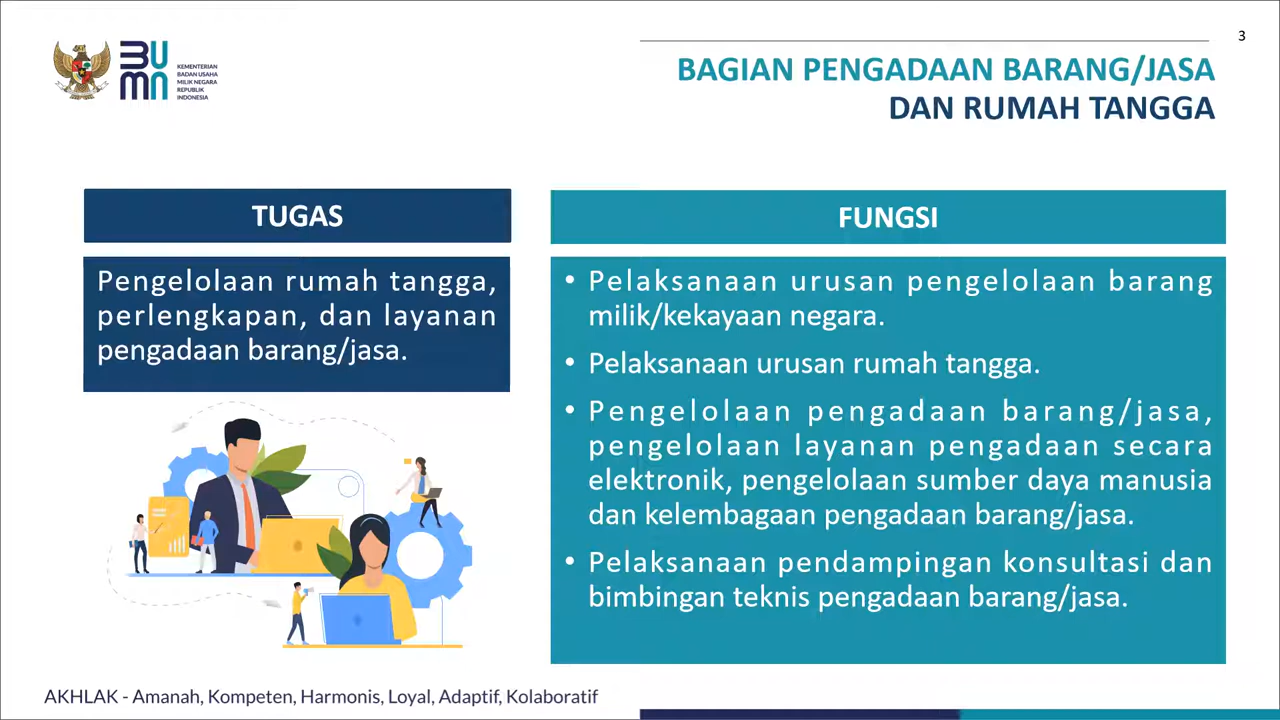 3
BUMN
KEMENTERIAN
BADAN USAHA
MILIK NEGARA
REPUBLIK
INDONESIA
BAGIAN PENGADAAN BARANG/JASA
DAN RUMAH TANGGA
TUGAS
Pengelolaan rumah tangga,
perlengkapan, dan layanan
pengadaan barang/jasa.
FUNGSI
• Pelaksanaan urusan pengelolaan barang
milik/kekayaan negara.
• Pelaksanaan urusan rumah tangga.
• Pengelolaan pengadaan barang/jasa,
pengelolaan layanan pengadaan secara
elektronik, pengelolaan sumber daya manusia
dan kelembagaan pengadaan barang/jasa.
• Pelaksanaan pendampingan konsultasi dan
bimbingan teknis pengadaan barang/jasa.
AKHLAK - Amanah, Kompeten, Harmonis, Loyal, Adaptif, Kolaboratif